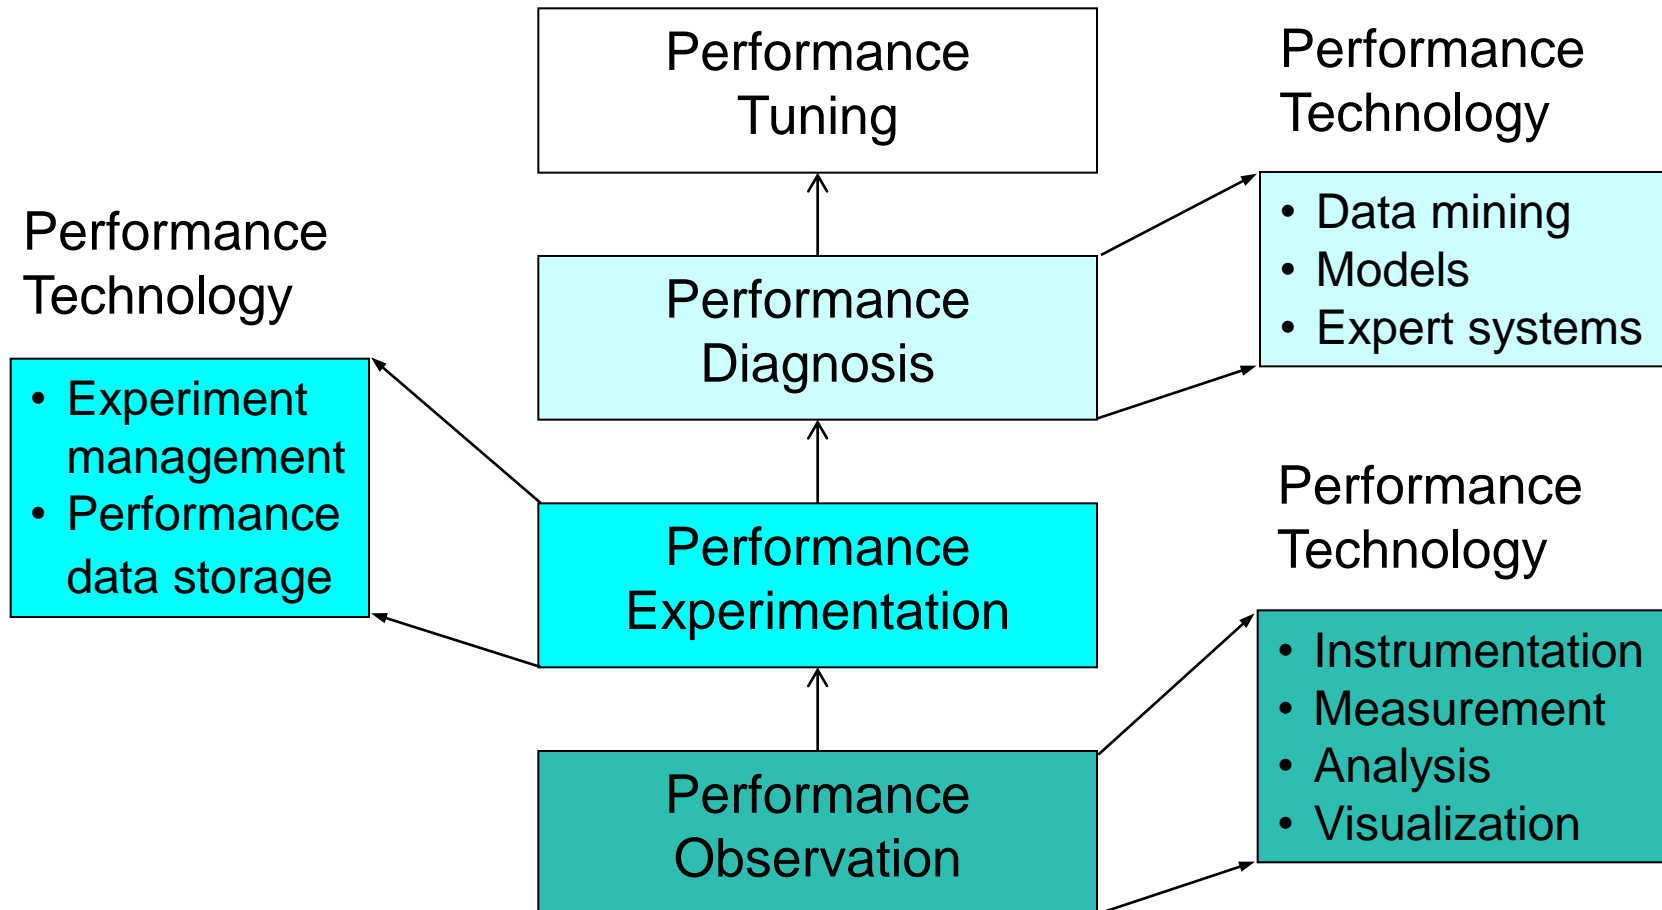 Performance
Tuning
Performance
Technology
• Data mining
• Models
• Expert systems
Performance
Technology
• Experiment
management
• Performance
data storage
Performance
Diagnosis
Performance
Experimentation
Performance
Technology
• Instrumentation
• Measurement
• Analysis
• Visualization
Performance
Observation